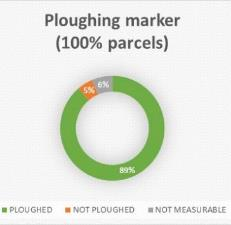 Ploughing marker
(100% parcels)
5%
6%
89%
PLOUGHED NOT PLOUGHED NOT MEASURABLE